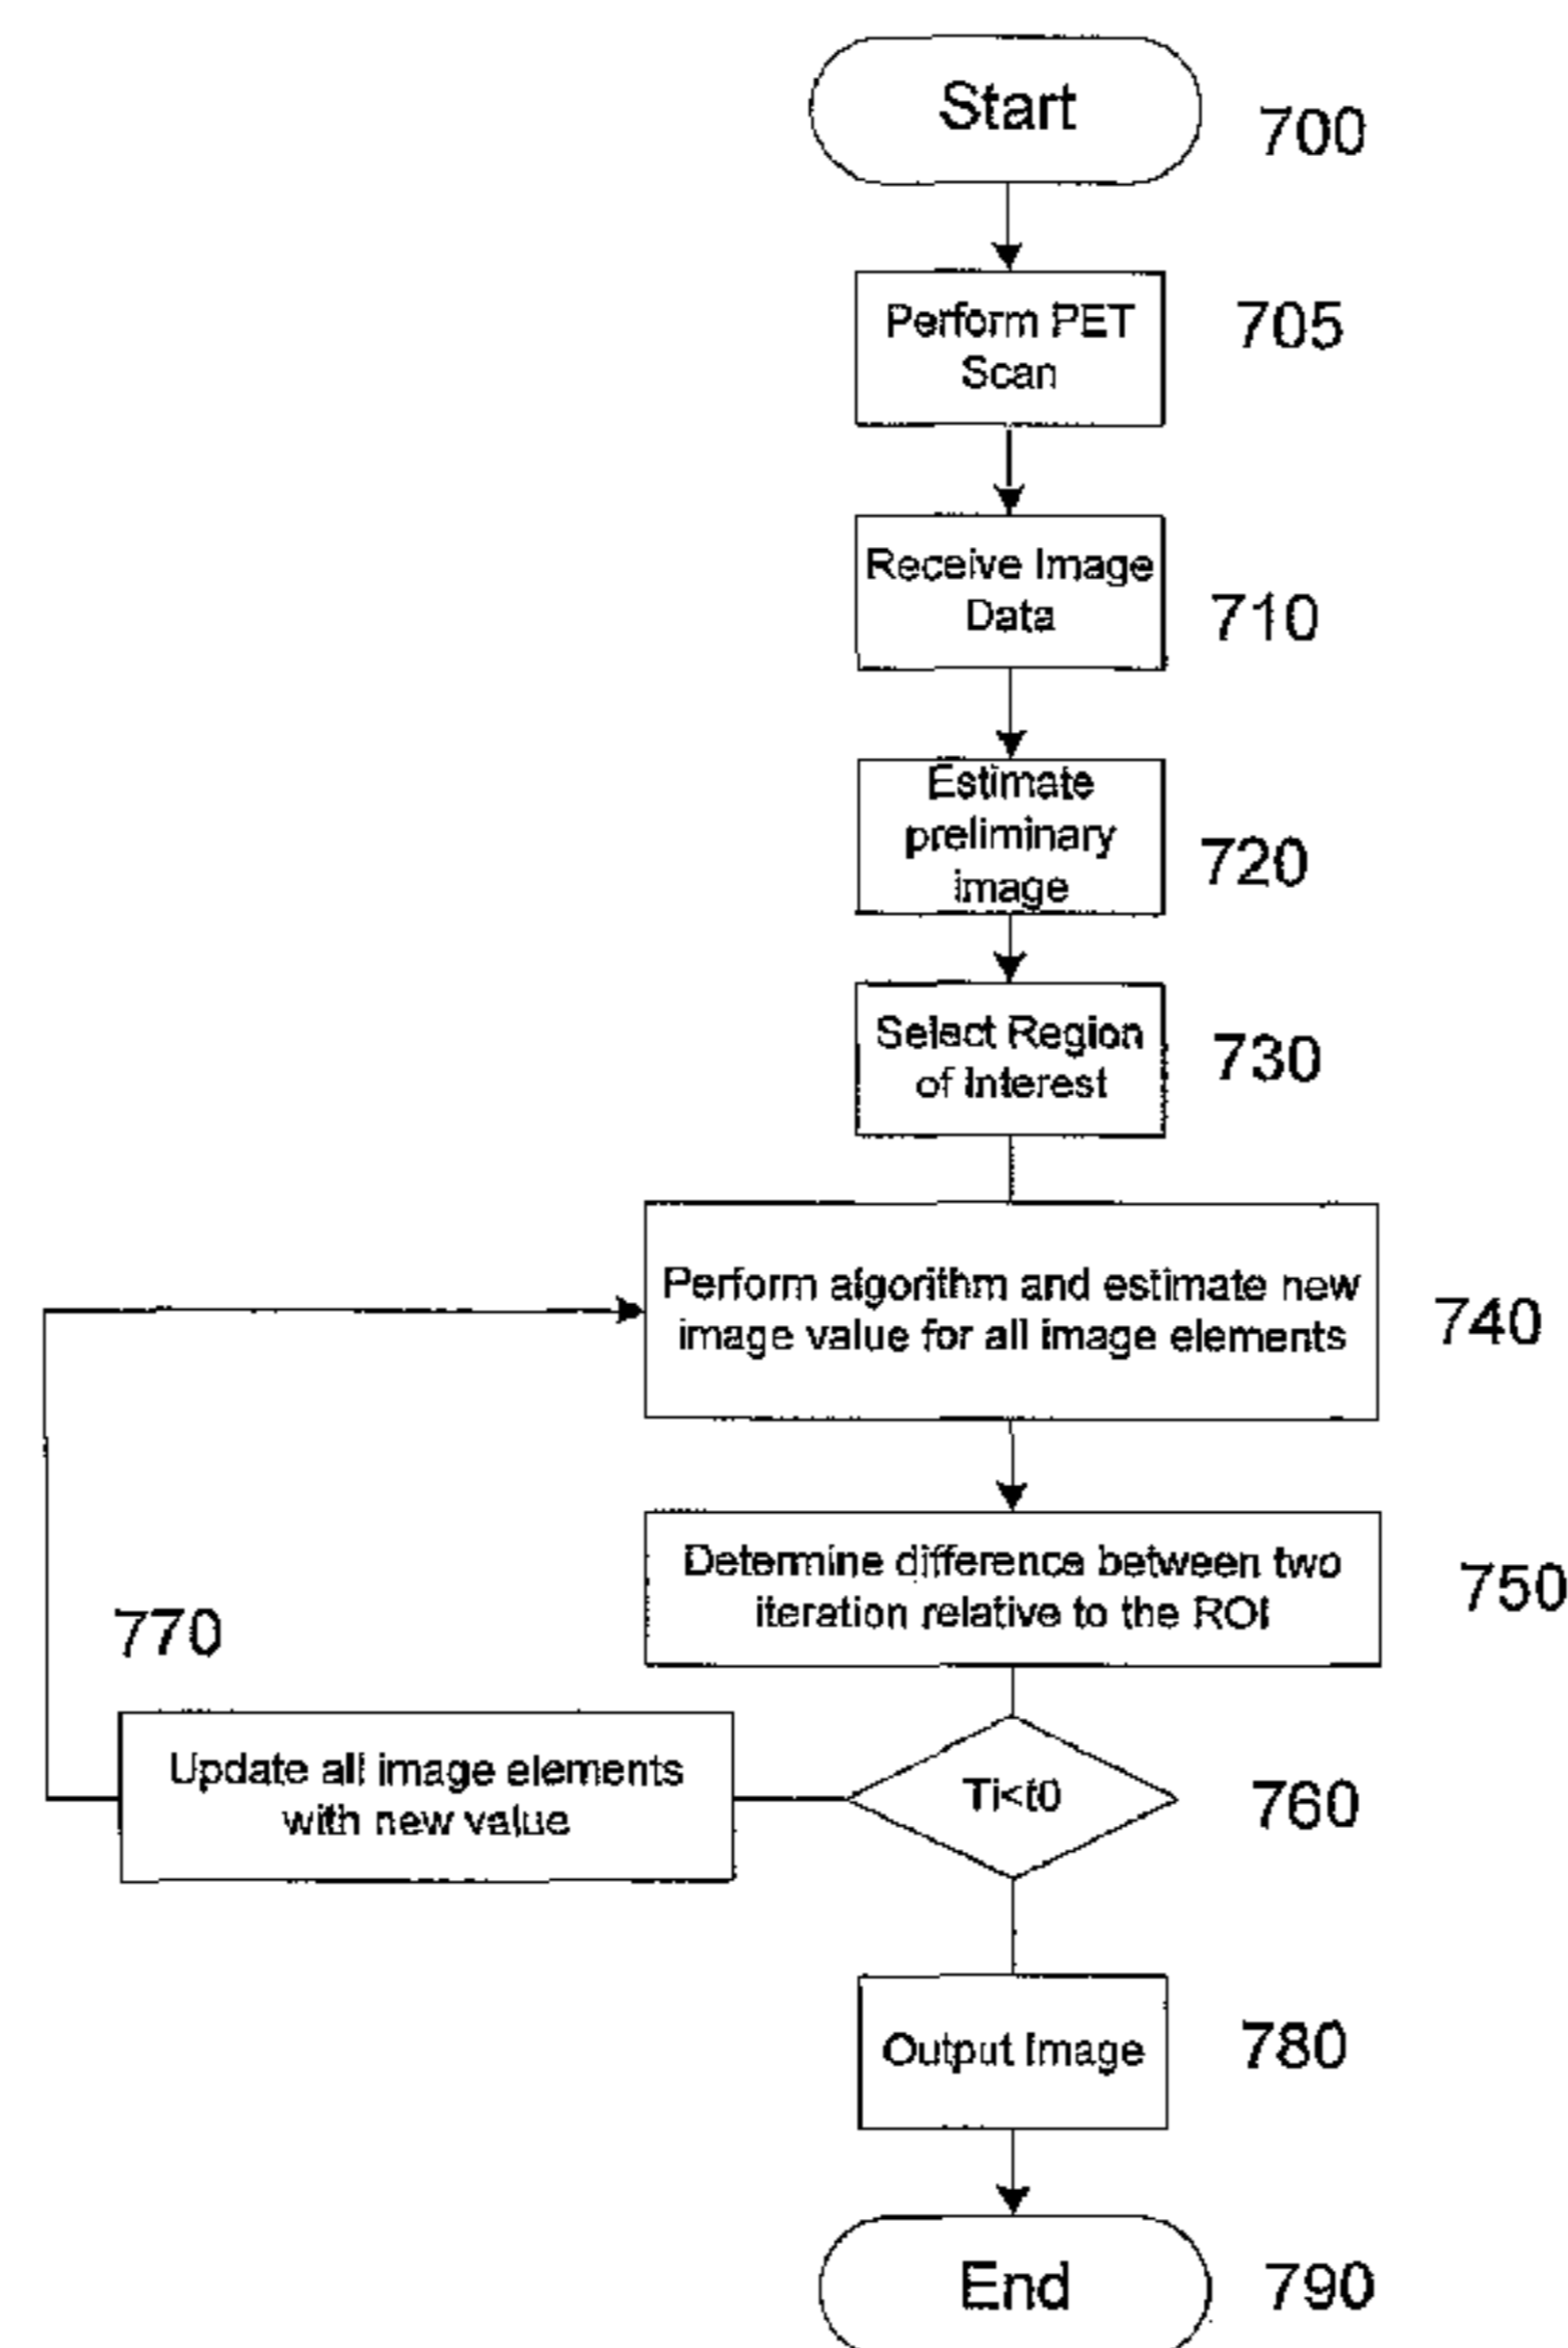 Start
700
Perform PET
Scan
705
Receive Image
Data
710
Estimate
preliminary
image
720
Select Region
of Interest
730
Perform algorithm and estimate new
image value for all image elements
740
Determine difference between two
iteration relative to the ROI
750
770
Update all image elements
with new value
Ti<t0
760
Output Image
780
End
790